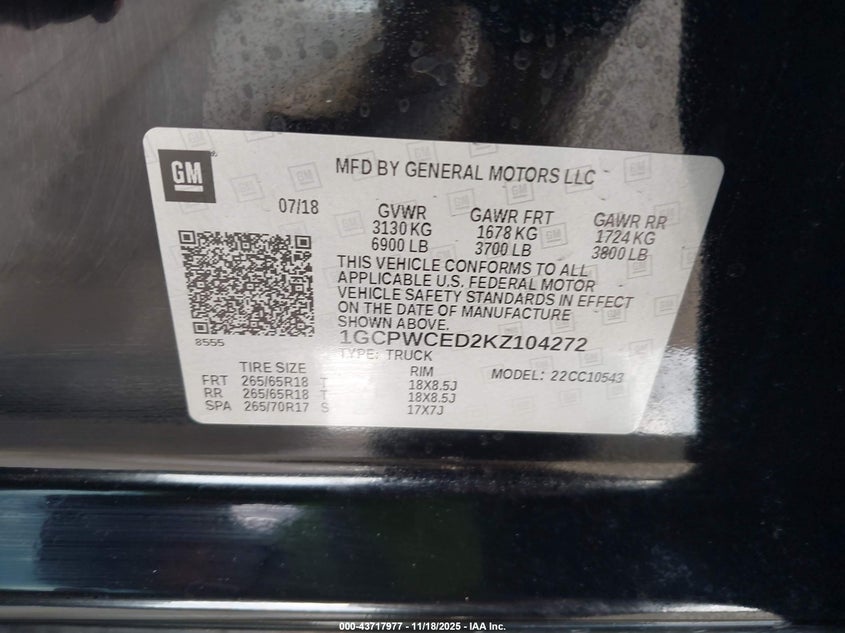 GM
MFD BY GENERAL MOTORS LLC
07/18
GVWR GAWR FRT GAWR RR
3130 KG 1678 KG 1724 KG
6900 LB 3700 LB 3800 LB
THIS VEHICLE CONFORMS TO ALL
APPLICABLE U.S. FEDERAL MOTOR
VEHICLE SAFETY STANDARDS IN EFFECT
ON THE DATE OF MANUFACTURE
SHOWN ABOVE.
8555
1GCPWCED2KZ104272
TYPE: TRUCK
TIRE SIZE RIM MODEL: 22CC10543
FRT 265/65R18 T 18X8.5J
RR 265/65R18 T 18X8.5J
SPA 265/70R17 S 17X7J
000-43717977 - 11/18/2025 - IAA Inc.